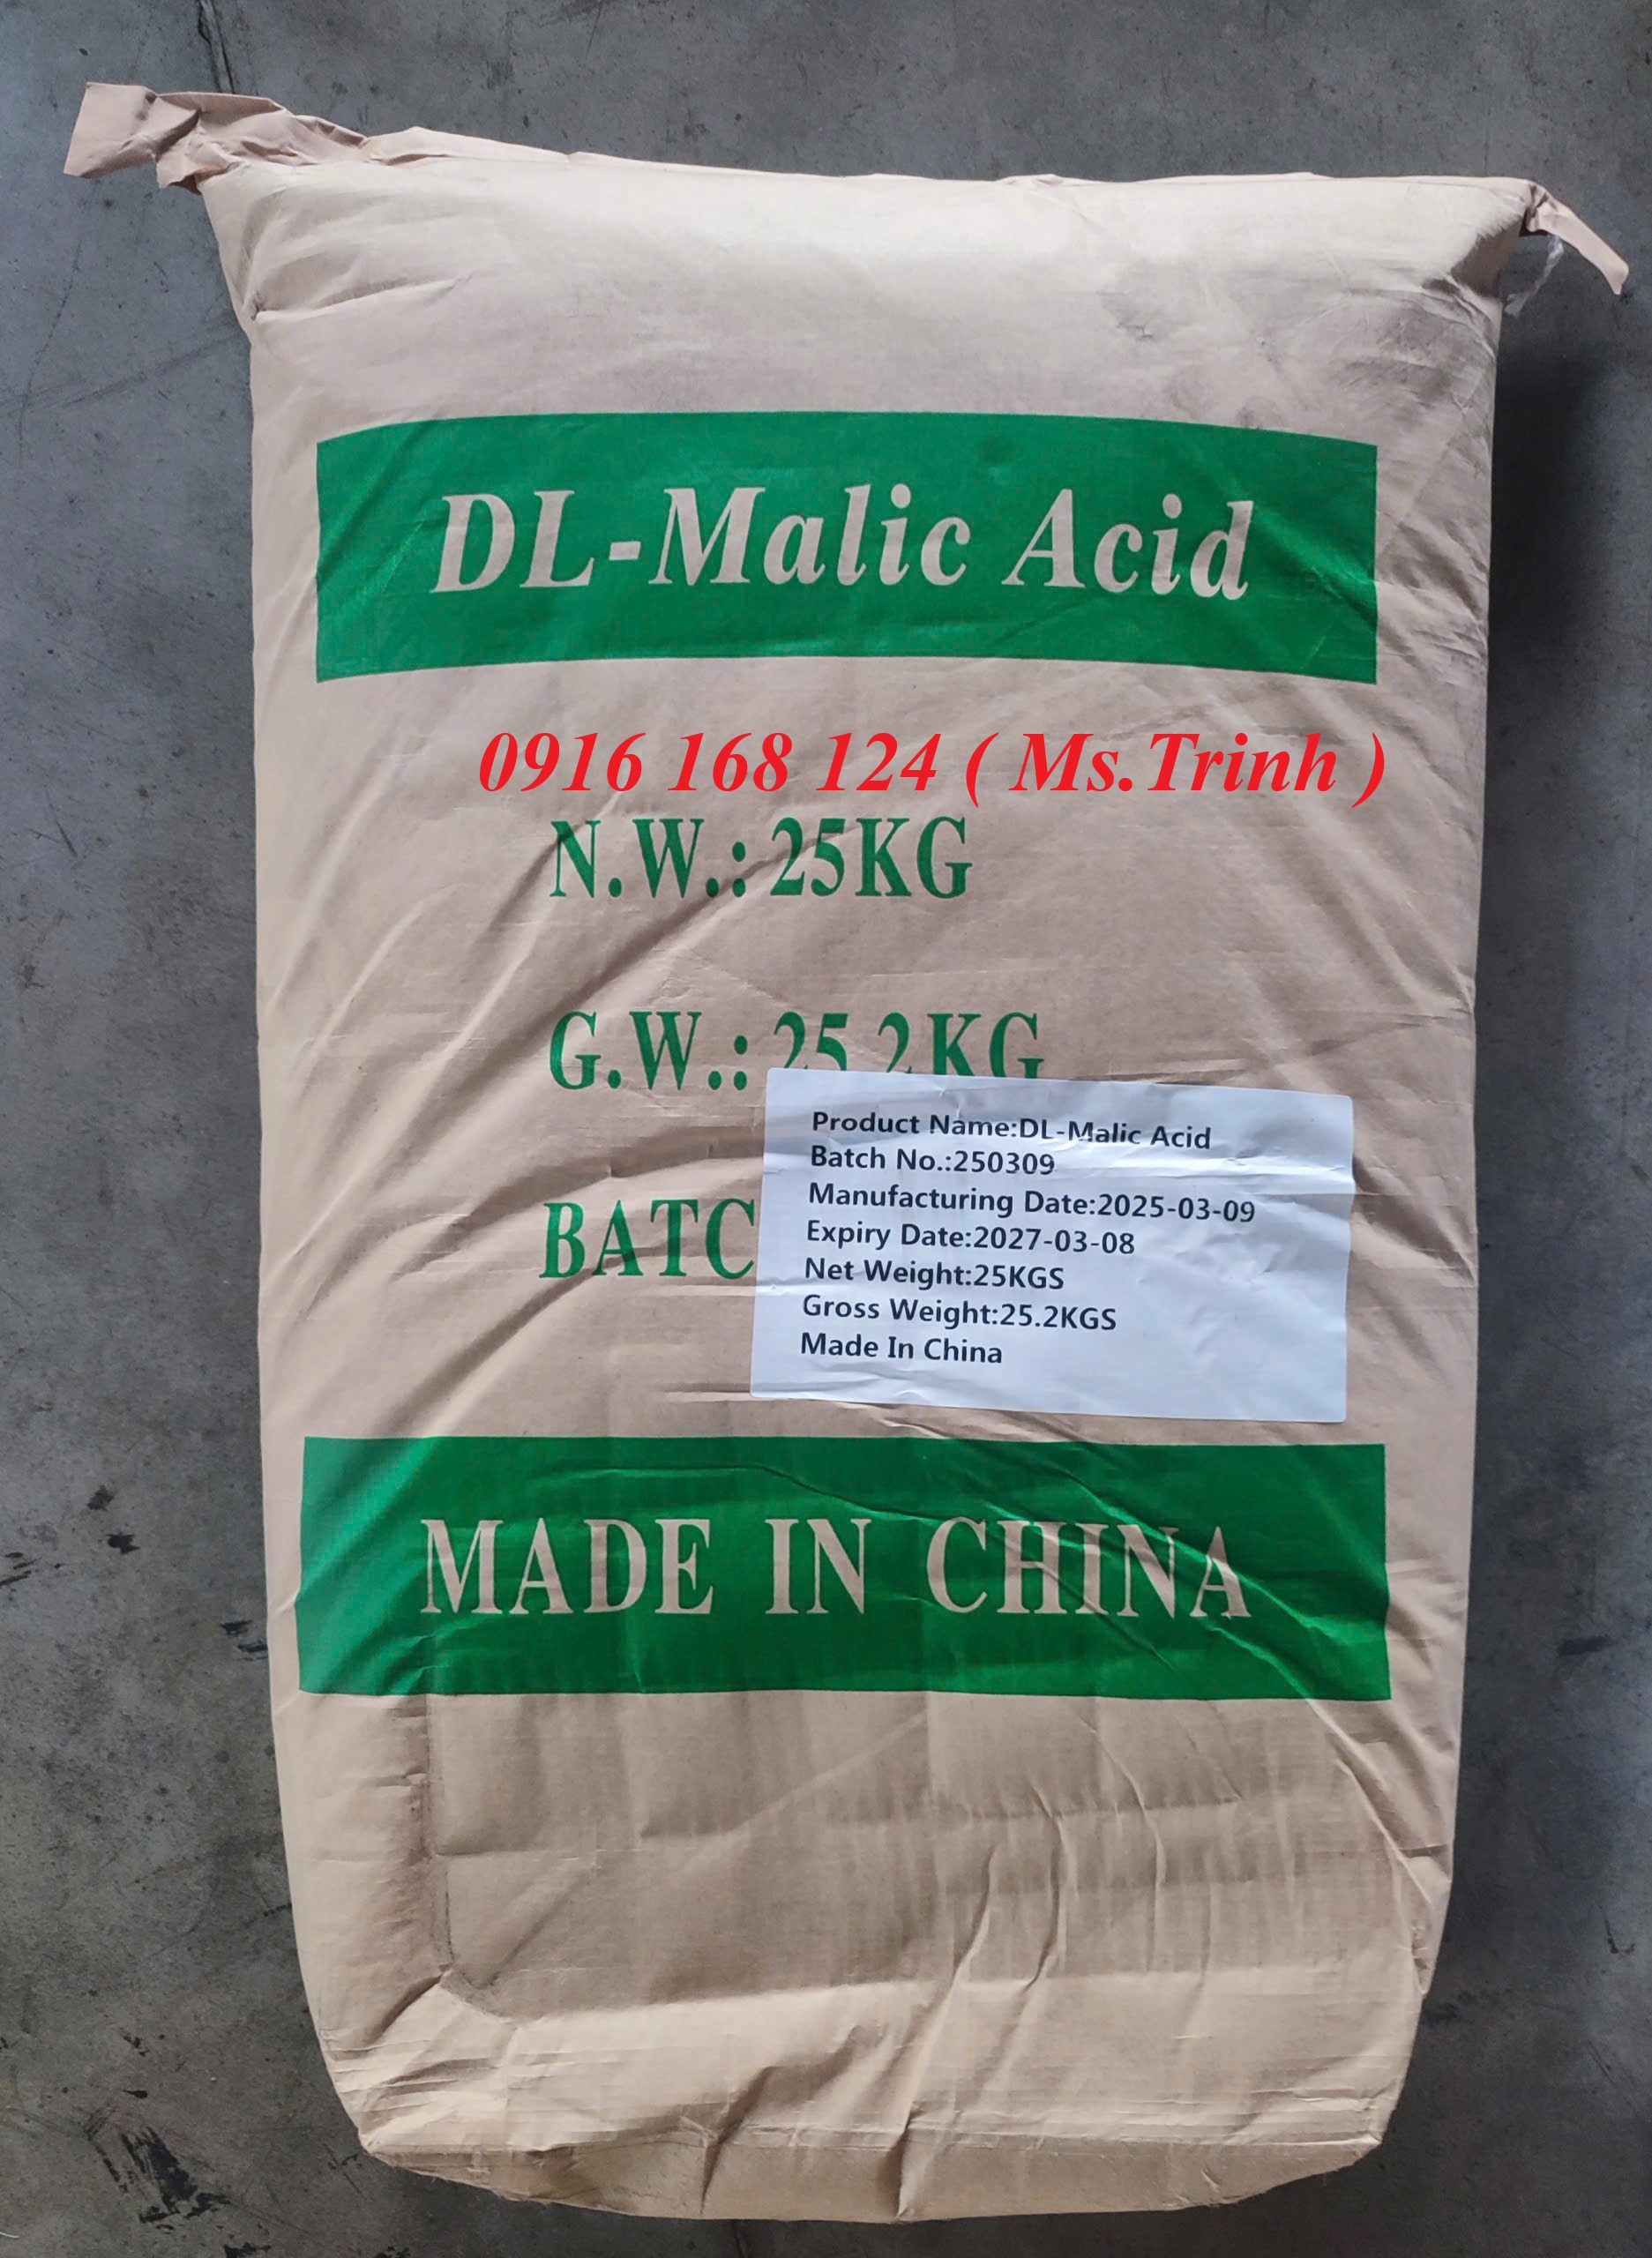 DL-Malic Acid
0916 168 124 ( Ms.Trinh )
N.W.: 25KG
G.W.: 25.2KG
BATC
Product Name:DL-Malic Acid
Batch No.:250309
Manufacturing Date:2025-03-09
Expiry Date:2027-03-08
Net Weight:25KGS
Gross Weight:25.2KGS
Made In China
MADE IN CHINA